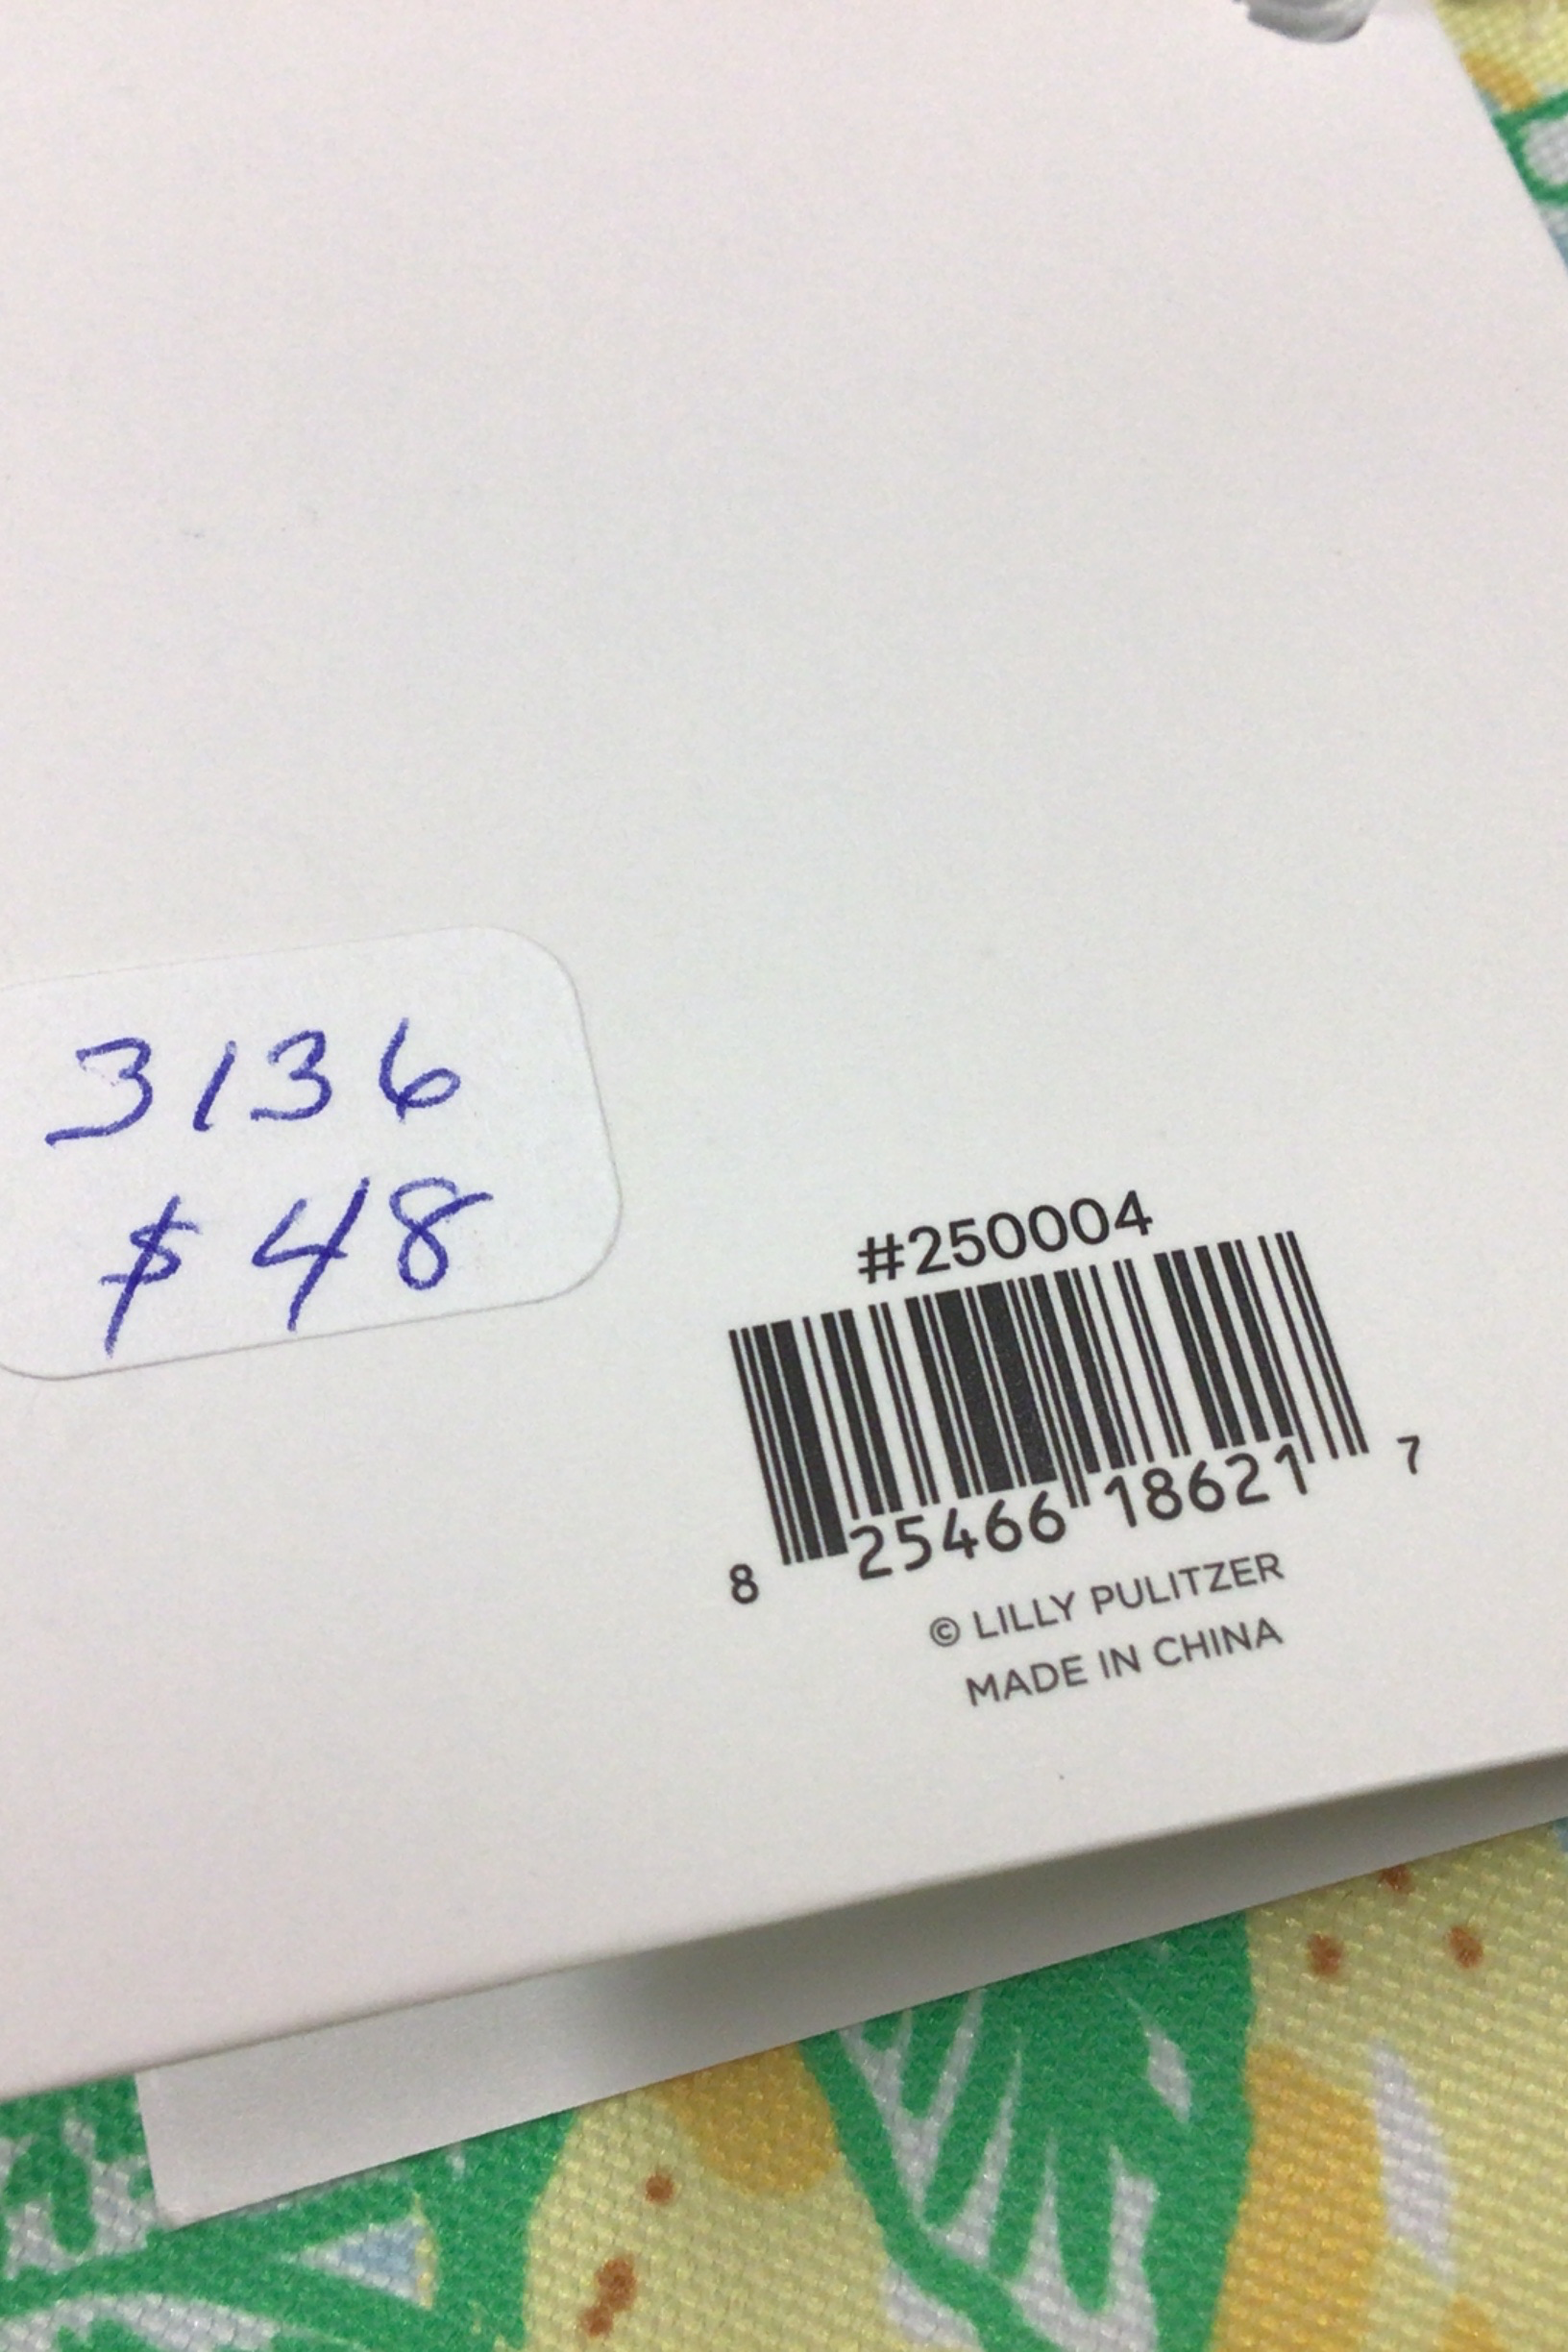 3136
$48
#250004
8 25466 18621 7
© LILLY PULITZER
MADE IN CHINA